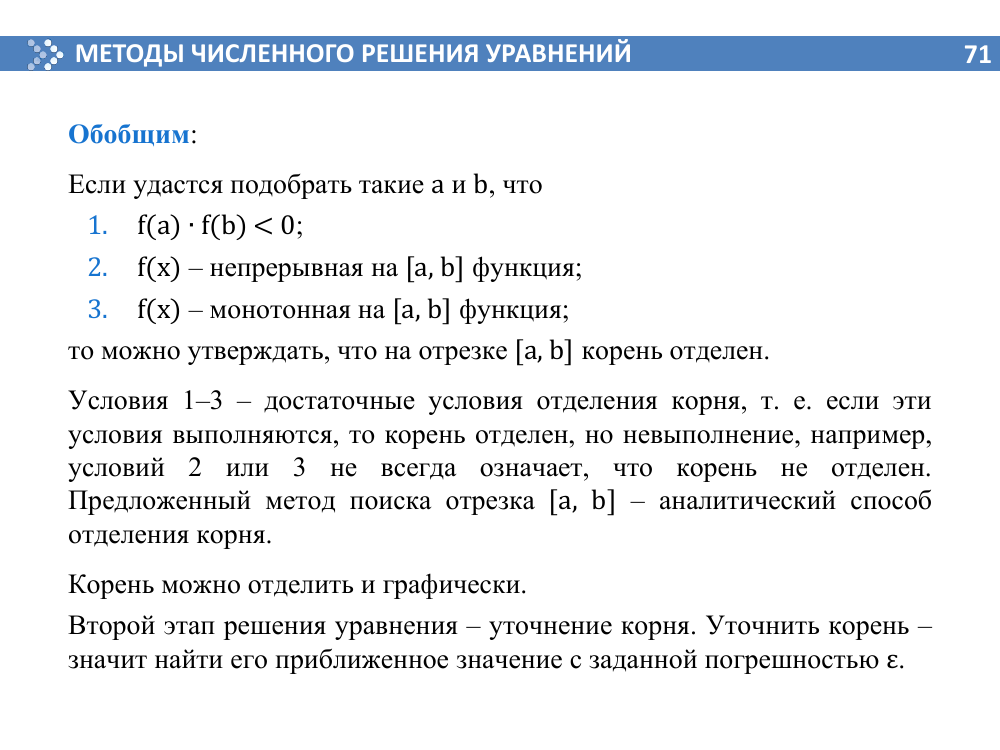 МЕТОДЫ ЧИСЛЕННОГО РЕШЕНИЯ УРАВНЕНИЙ 71
Обобщим:
Если удастся подобрать такие a и b, что
1. f(a) · f(b) < 0;
2. f(x) – непрерывная на [a, b] функция;
3. f(x) – монотонная на [a, b] функция;
то можно утверждать, что на отрезке [a, b] корень отделен.
Условия 1–3 – достаточные условия отделения корня, т. е. если эти
условия выполняются, то корень отделен, но невыполнение, например,
условий 2 или 3 не всегда означает, что корень не отделен.
Предложенный метод поиска отрезка [a, b] – аналитический способ
отделения корня.
Корень можно отделить и графически.
Второй этап решения уравнения – уточнение корня. Уточнить корень –
значит найти его приближенное значение с заданной погрешностью ε.